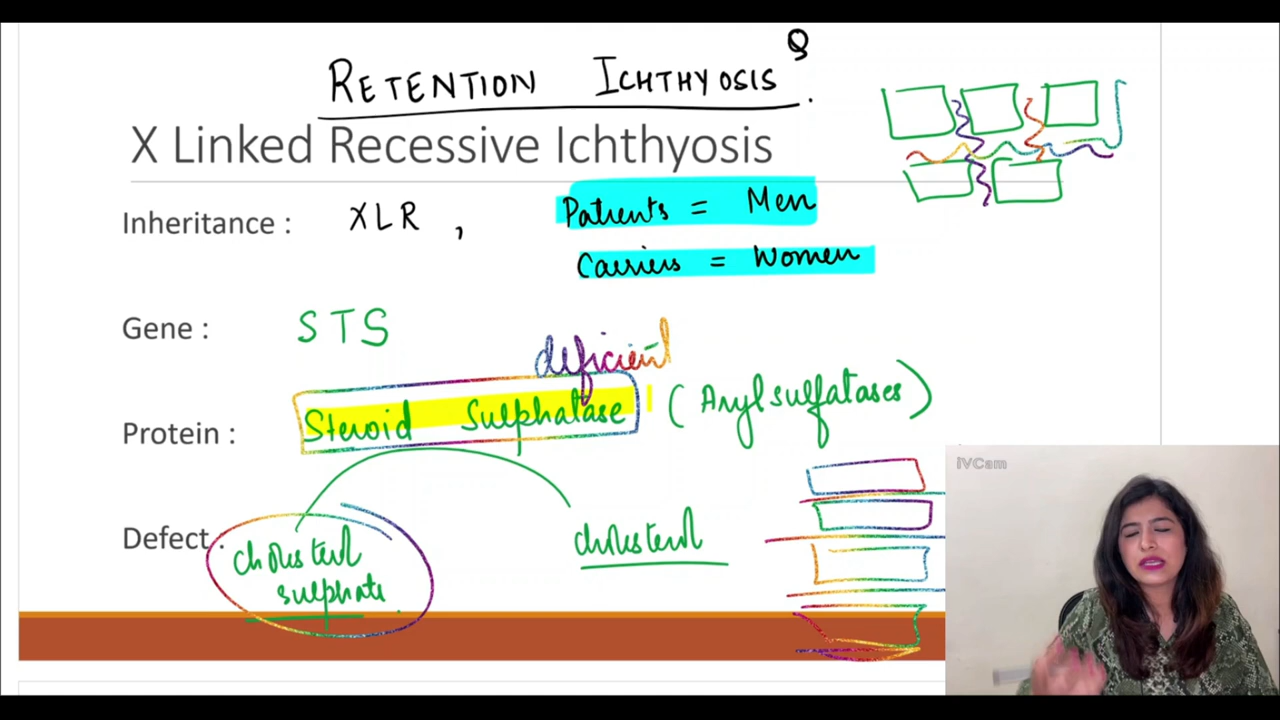 RETENTION ICHTHYOSIS
X Linked Recessive Ichthyosis
Inheritance : XLR , Patients = Men
Carriers = Women
Gene : STS
deficient
Protein : Steroid Sulphatase (Arylsulfatases)
Defect : cholesterol sulphate cholesterol
iVCam